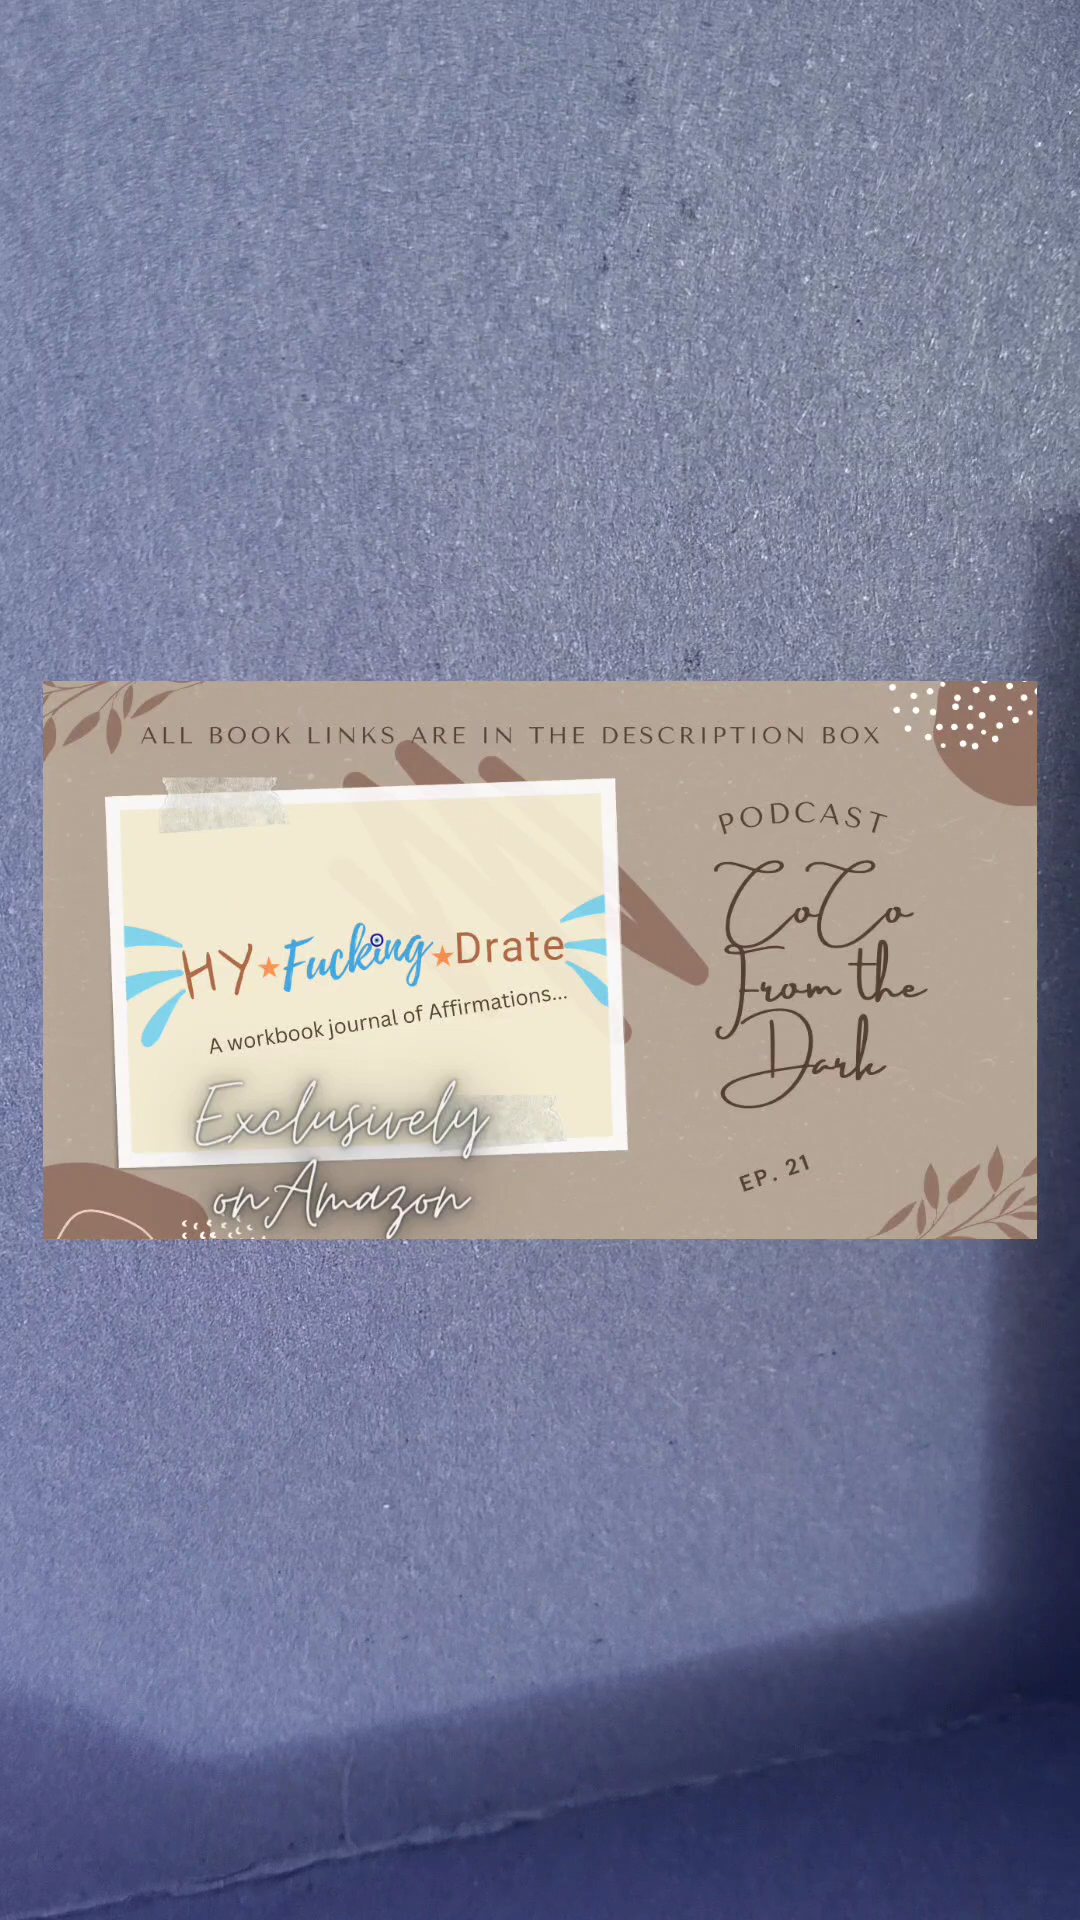 ALL BOOK LINKS ARE IN THE DESCRIPTION BOX
HY★Fucking★Drate
A workbook journal of Affirmations...
Exclusively
on Amazon
PODCAST
CoCo
From the
Dark
EP. 21